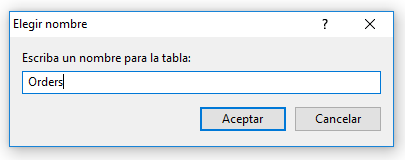 Elegir nombre ?
Escriba un nombre para la tabla:
Orders
Aceptar Cancelar